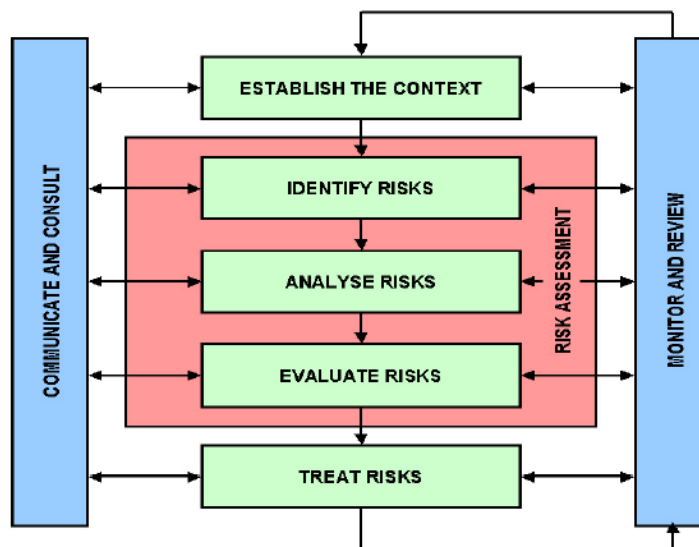 ESTABLISH THE CONTEXT
IDENTIFY RISKS
ANALYSE RISKS
EVALUATE RISKS
TREAT RISKS
COMMUNICATE AND CONSULT
RISK ASSESSMENT
MONITOR AND REVIEW